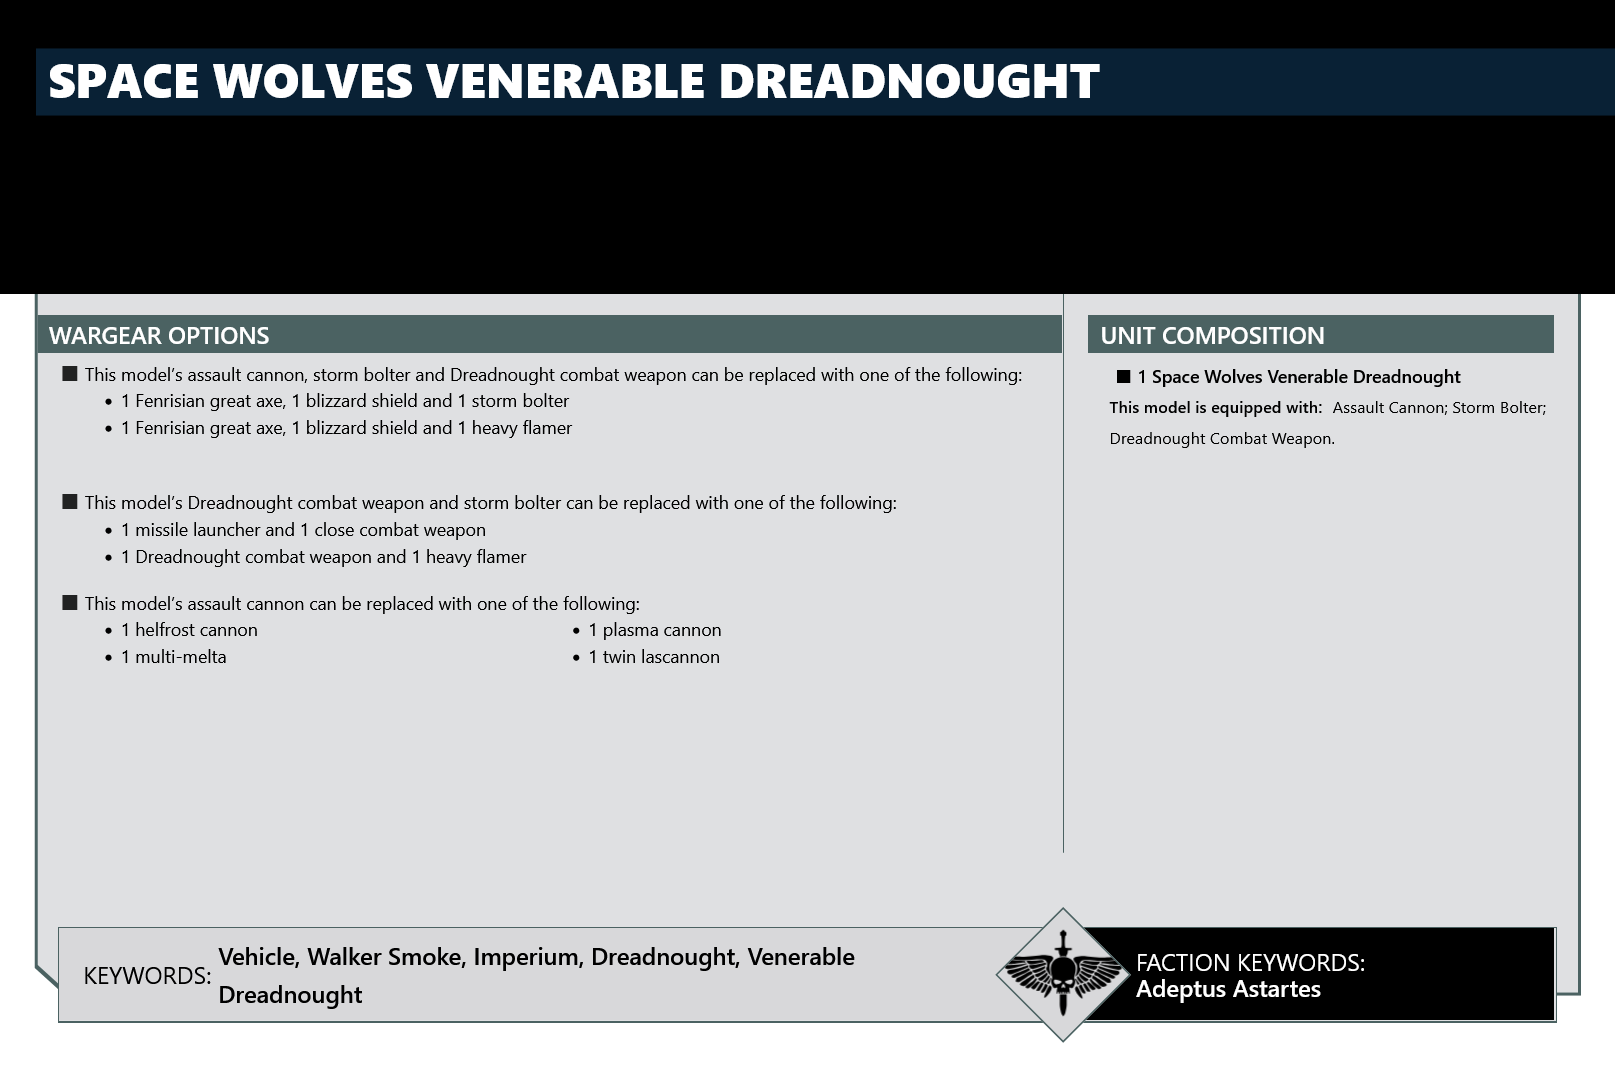 SPACE WOLVES VENERABLE DREADNOUGHT
WARGEAR OPTIONS
■ This model's assault cannon, storm bolter and Dreadnought combat weapon can be replaced with one of the following:
• 1 Fenrisian great axe, 1 blizzard shield and 1 storm bolter
• 1 Fenrisian great axe, 1 blizzard shield and 1 heavy flamer
■ This model's Dreadnought combat weapon and storm bolter can be replaced with one of the following:
• 1 missile launcher and 1 close combat weapon
• 1 Dreadnought combat weapon and 1 heavy flamer
■ This model's assault cannon can be replaced with one of the following:
• 1 helfrost cannon
• 1 multi-melta
• 1 plasma cannon
• 1 twin lascannon
UNIT COMPOSITION
■ 1 Space Wolves Venerable Dreadnought
This model is equipped with: Assault Cannon; Storm Bolter;
Dreadnought Combat Weapon.
KEYWORDS:
Vehicle, Walker Smoke, Imperium, Dreadnought, Venerable
Dreadnought
FACTION KEYWORDS:
Adeptus Astartes